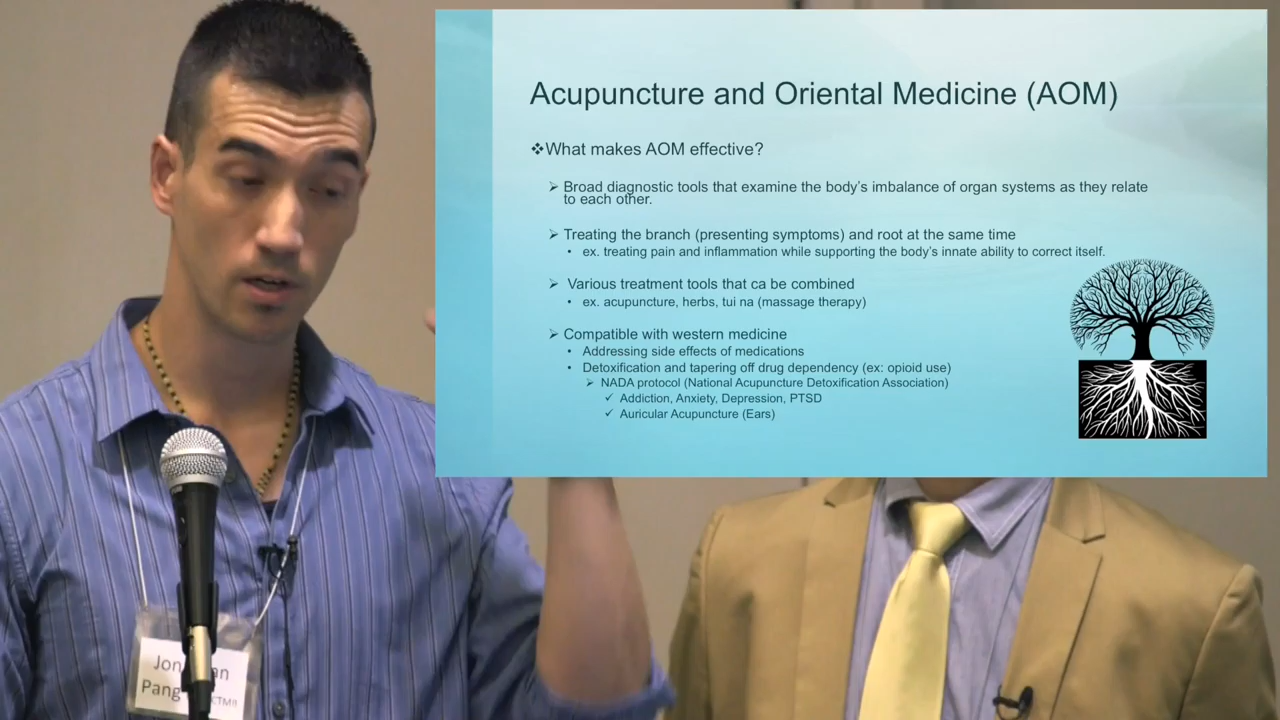 Acupuncture and Oriental Medicine (AOM)
❖What makes AOM effective?
➢ Broad diagnostic tools that examine the body's imbalance of organ systems as they relate
to each other.
➢ Treating the branch (presenting symptoms) and root at the same time
• ex. treating pain and inflammation while supporting the body's innate ability to correct itself.
➢ Various treatment tools that ca be combined
• ex. acupuncture, herbs, tui na (massage therapy)
➢ Compatible with western medicine
• Addressing side effects of medications
• Detoxification and tapering off drug dependency (ex: opioid use)
➢ NADA protocol (National Acupuncture Detoxification Association)
✓ Addiction, Anxiety, Depression, PTSD
✓ Auricular Acupuncture (Ears)
Pang